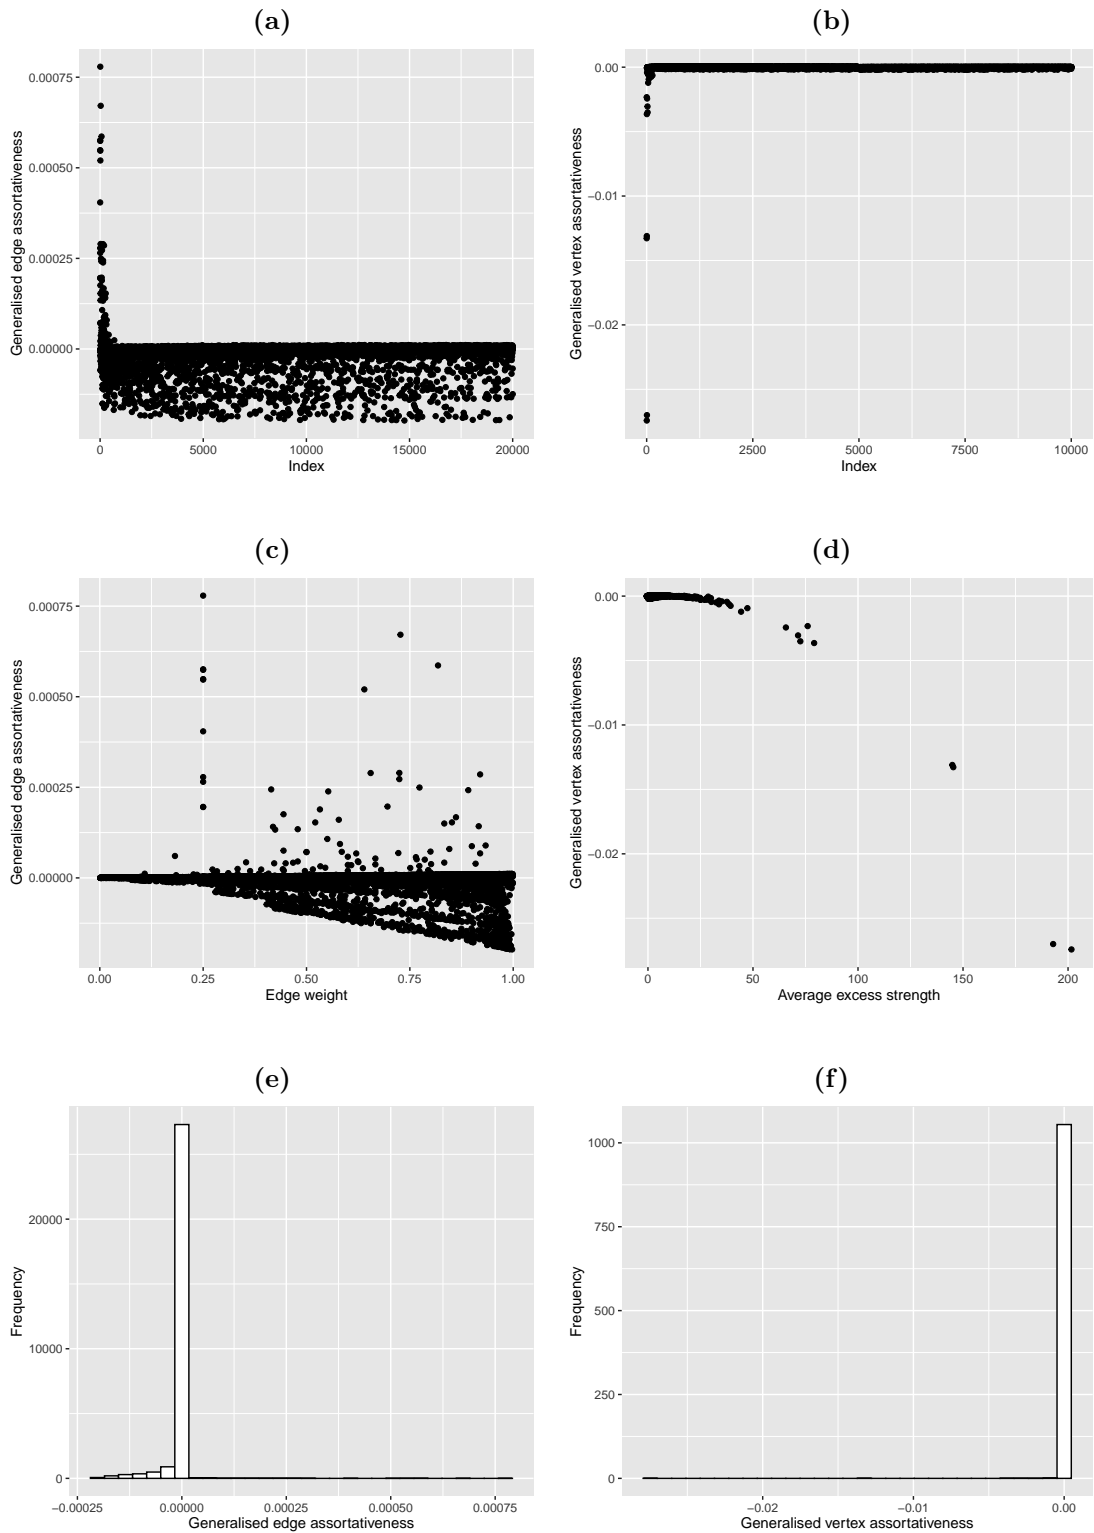 (a)
Generalised edge assortativeness
0.00075
0.00050
0.00025
0.00000
0
5000
10000
15000
20000
Index
(b)
Generalised vertex assortativeness
0.00
−0.01
−0.02
0
2500
5000
7500
10000
Index
(c)
Generalised edge assortativeness
0.00075
0.00050
0.00025
0.00000
0.00
0.25
0.50
0.75
1.00
Edge weight
(d)
Generalised vertex assortativeness
0.00
−0.01
−0.02
0
50
100
150
200
Average excess strength
(e)
Frequency
20000
10000
0
−0.00025
0.00000
0.00025
0.00050
0.00075
Generalised edge assortativeness
(f)
Frequency
1000
750
500
250
0
−0.02
−0.01
0.00
Generalised vertex assortativeness